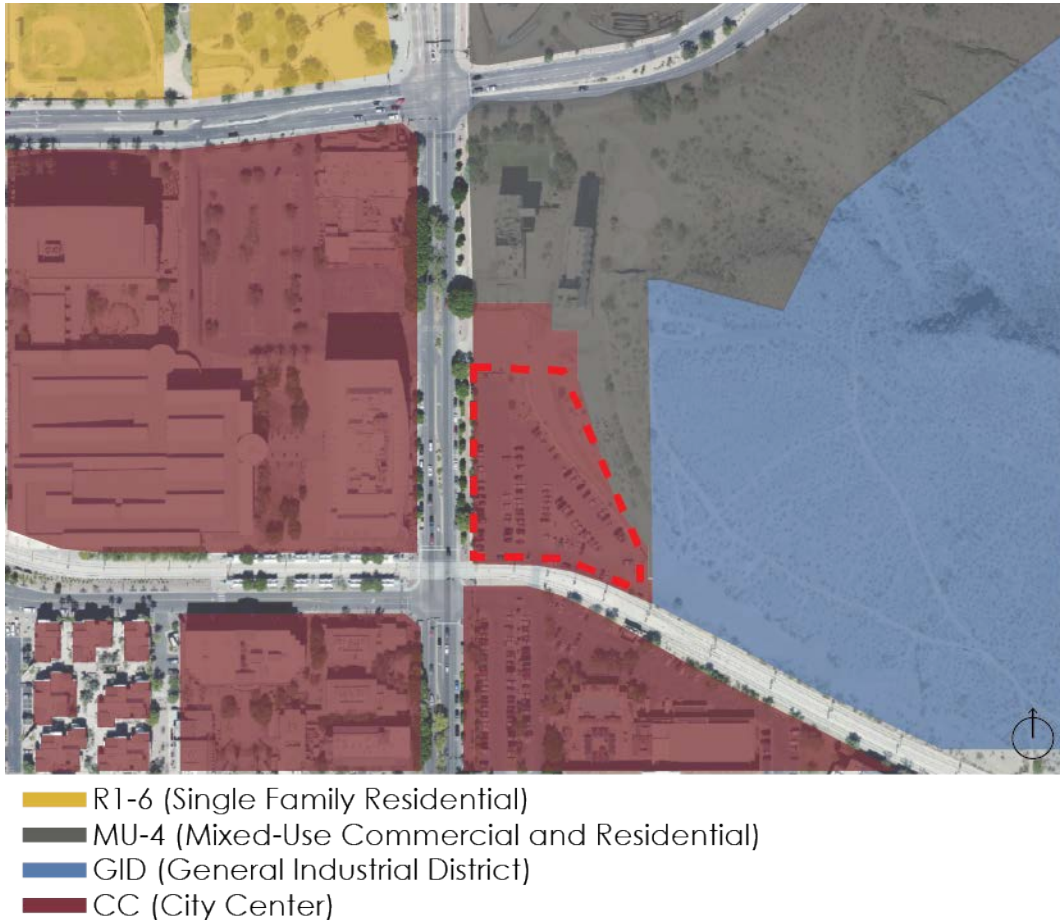 R1-6 (Single Family Residential)
MU-4 (Mixed-Use Commercial and Residential)
GID (General Industrial District)
CC (City Center)